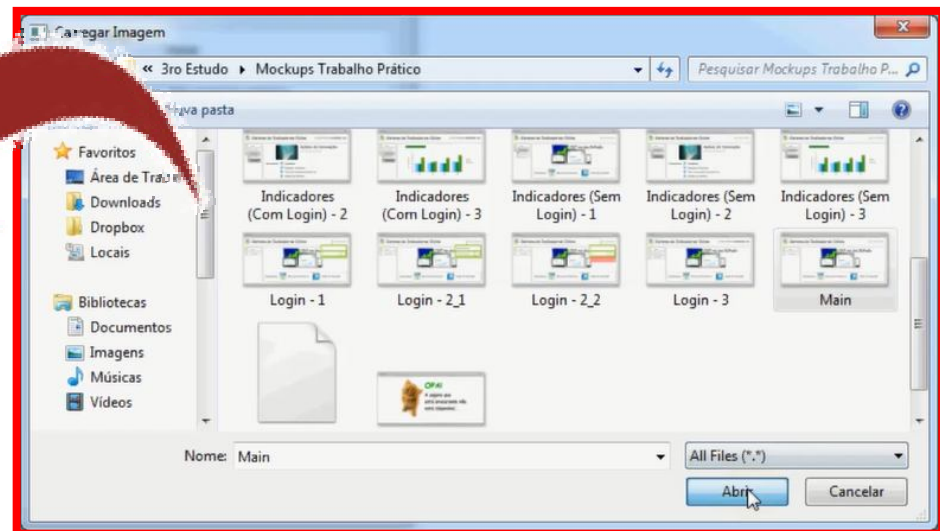 Carregar Imagem
« 3ro Estudo ▸ Mockups Trabalho Prático
Pesquisar Mockups Trabalho P...
pasta
Favoritos
Área de
Downloads
Dropbox
Locais
Bibliotecas
Documentos
Imagens
Músicas
Vídeos
Indicadores (Com Login) - 2
Indicadores (Com Login) - 3
Indicadores (Sem Login) - 1
Indicadores (Sem Login) - 2
Indicadores (Sem Login) - 3
Login - 1
Login - 2_1
Login - 2_2
Login - 3
Main
OPA!
Nome: Main
All Files (*.*)
Abrir
Cancelar